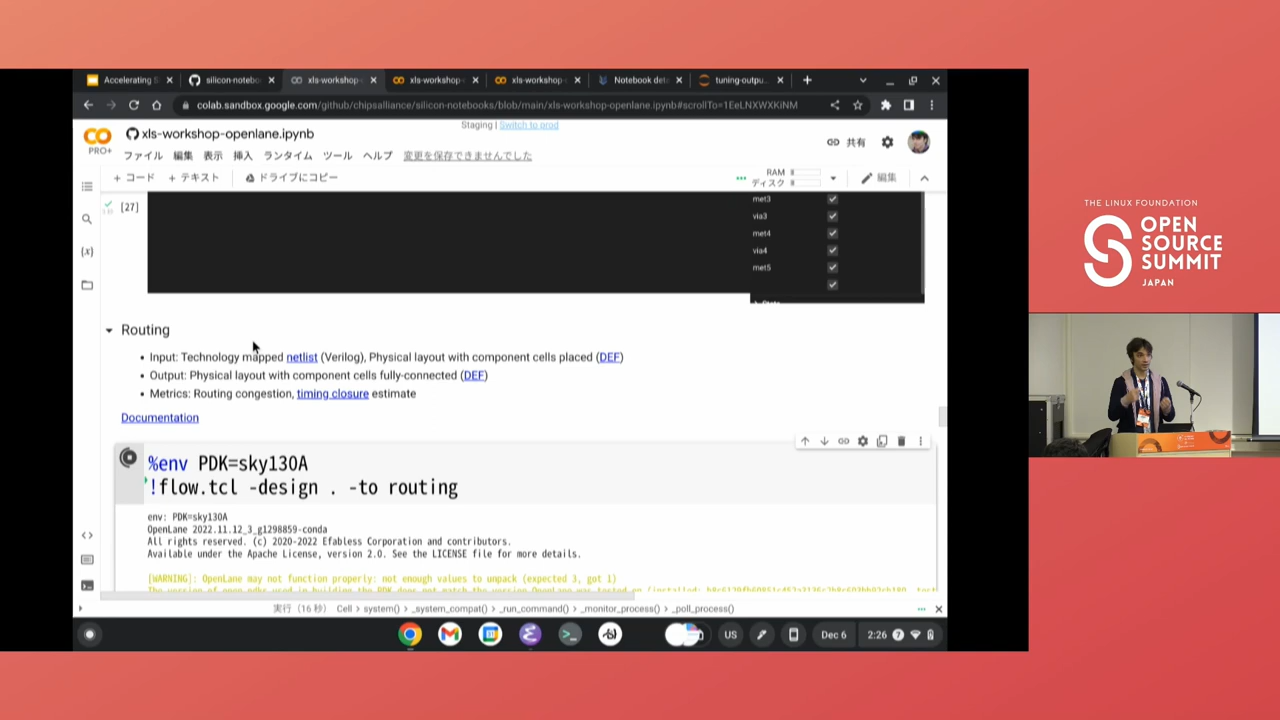 Accelerating S
silicon-notebo
xls-workshop-
xls-workshop-
xls-workshop-
Notebook deta
tuning-outpu
colab.sandbox.google.com/github/chipsalliance/silicon-notebooks/blob/main/xls-workshop-openlane.ipynb#scrollTo=1EeLNXWXKiNM
Staging | Switch to prod
PRO+
xls-workshop-openlane.ipynb
共有
ファイル 編集 表示 挿入 ランタイム ツール ヘルプ 変更を保存できませんでした
+ コード + テキスト ドライブにコピー
RAM
ディスク
編集
[27]
met3
via3
met4
via4
met5
Routing
• Input: Technology mapped netlist (Verilog), Physical layout with component cells placed (DEF)
• Output: Physical layout with component cells fully-connected (DEF)
• Metrics: Routing congestion, timing closure estimate
Documentation
%env PDK=sky130A
!flow.tcl -design . -to routing
env: PDK=sky130A
OpenLane 2022.11.12_3_g1298859-conda
All rights reserved. (c) 2020-2022 Efabless Corporation and contributors.
Available under the Apache License, version 2.0. See the LICENSE file for more details.
[WARNING]: OpenLane may not function properly: not enough values to unpack (expected 3, got 1)
実行 (16 秒) Cell > system() > _system_compat() > _run_command() > _monitor_process() > _poll_process()
US
Dec 6
2:26
THE LINUX FOUNDATION
OPEN
SOURCE
SUMMIT
JAPAN